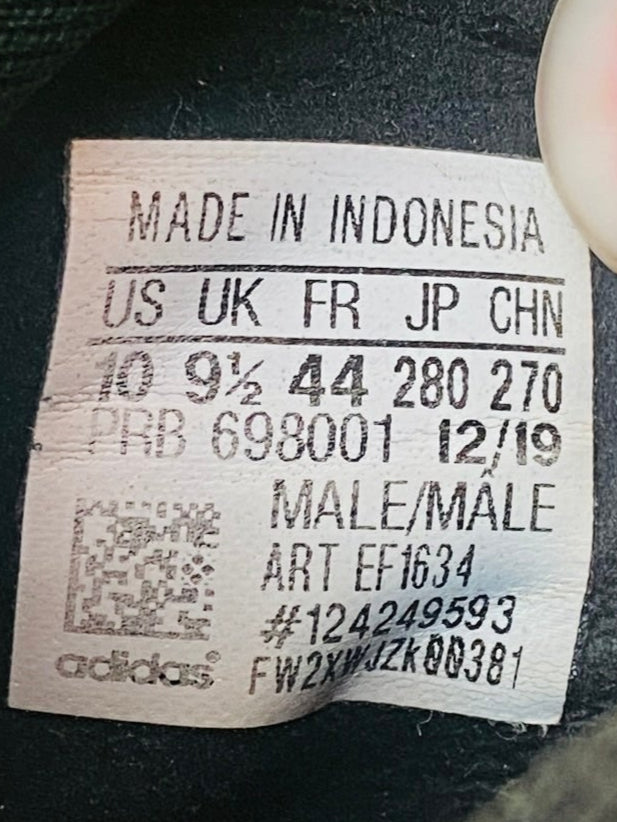 MADE IN INDONESIA
US UK FR JP CHN
10 9½ 44 280 270
PRB 698001 12/19
MALE/MÂLE
ART EF1634
#124249593
adidas FW2XWJZK00381